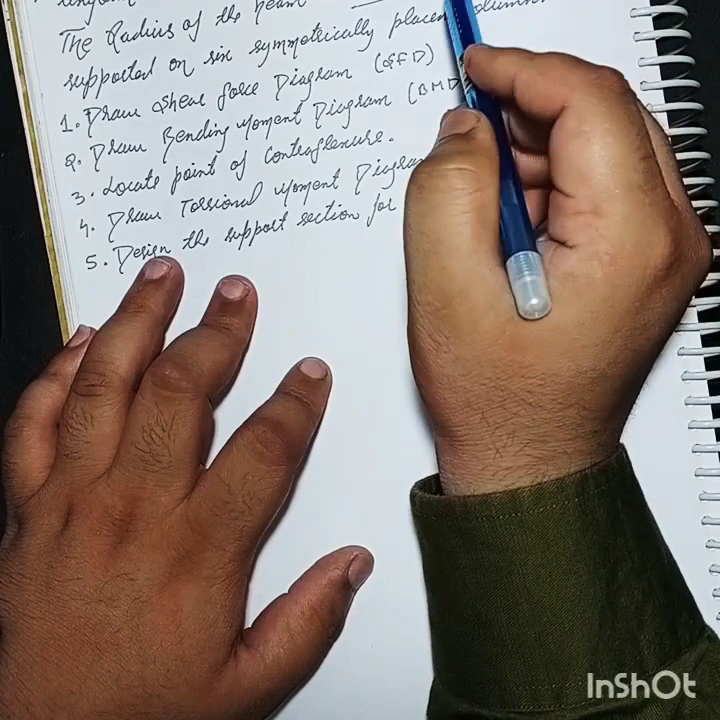 The Radius of the beam
supported on six symmetrically placed columns
1. Draw shear force Diagram (SFD)
2. Draw Bending Moment Diagram (BMD
3. Locate point of Contraflexure.
4. Draw Torsional Moment Diagram
5. Design the support section for
InShOt